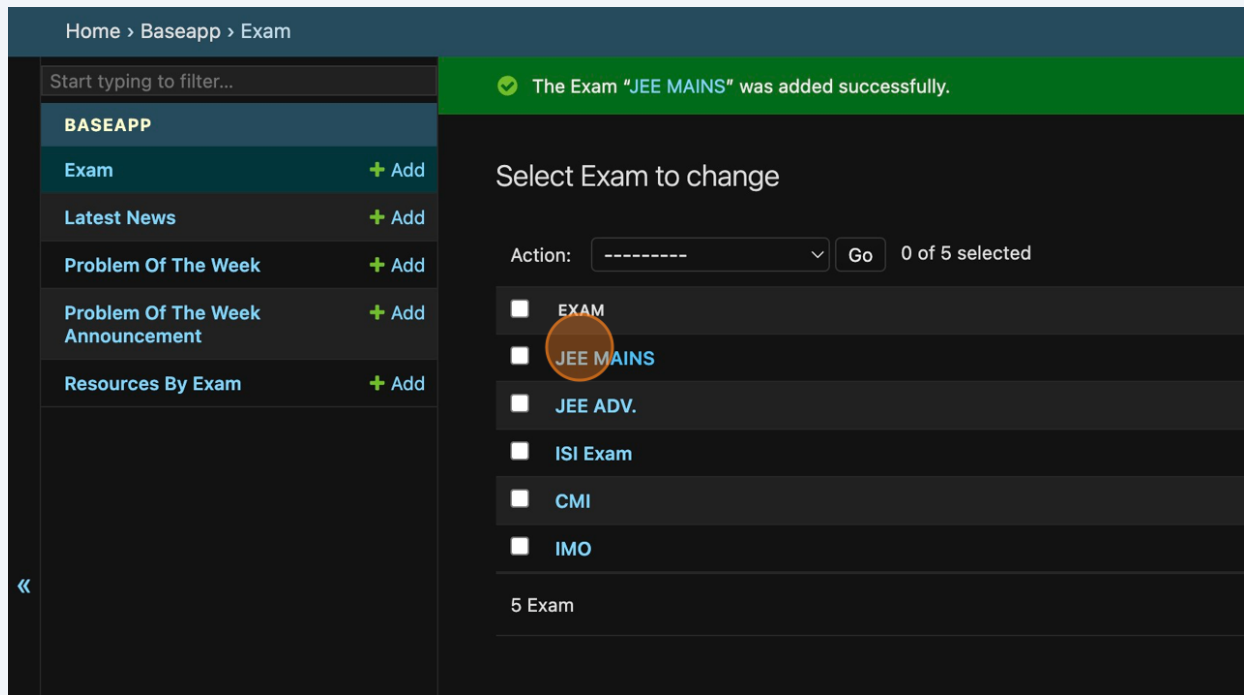 Home › Baseapp › Exam
Start typing to filter...
BASEAPP
Exam + Add
Latest News + Add
Problem Of The Week + Add
Problem Of The Week + Add
Announcement
Resources By Exam + Add
«
The Exam “JEE MAINS” was added successfully.
Select Exam to change
Action: --------- Go 0 of 5 selected
EXAM
JEE MAINS
JEE ADV.
ISI Exam
CMI
IMO
5 Exam